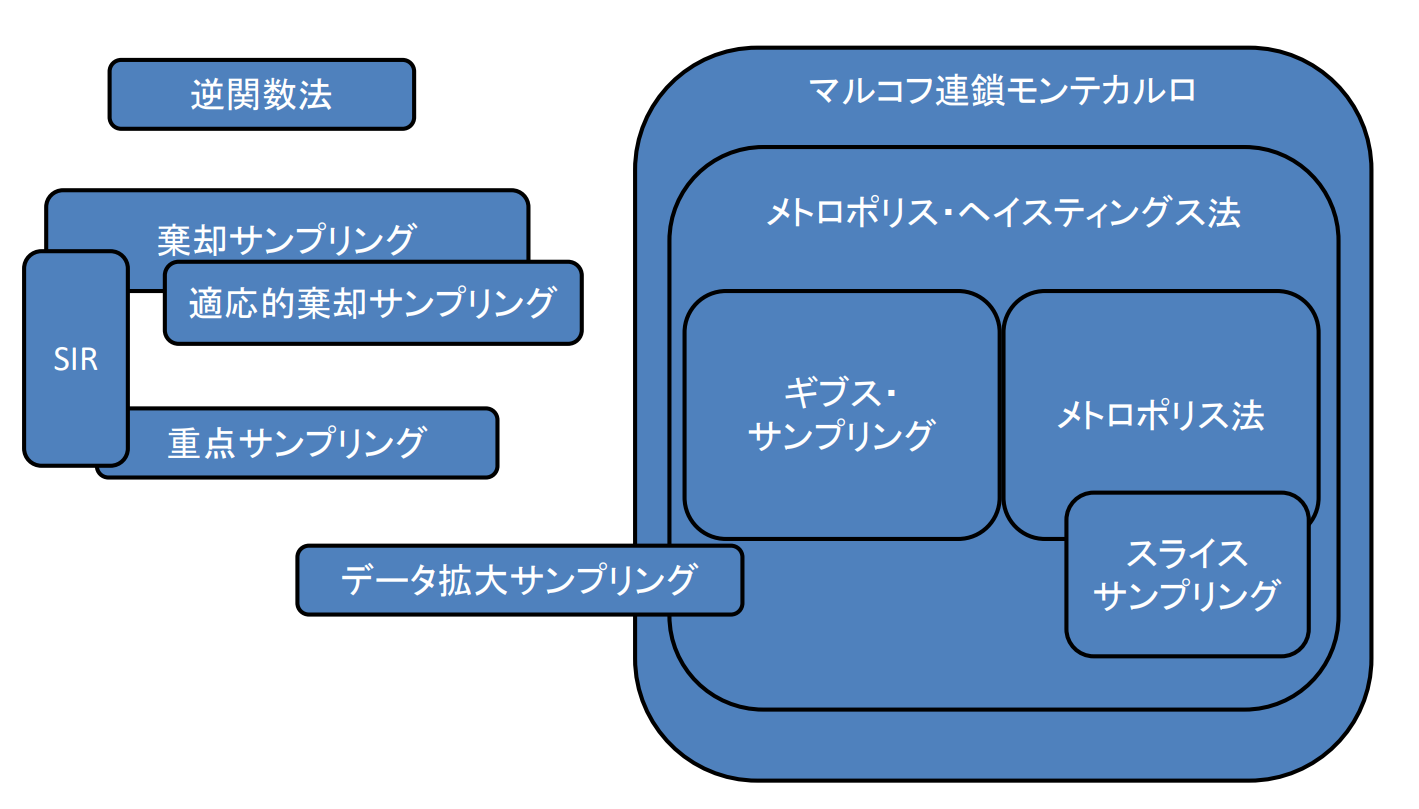 逆関数法
棄却サンプリング
適応的棄却サンプリング
SIR
重点サンプリング
データ拡大サンプリング
マルコフ連鎖モンテカルロ
メトロポリス・ヘイスティングス法
ギブス・
サンプリング
メトロポリス法
スライス
サンプリング